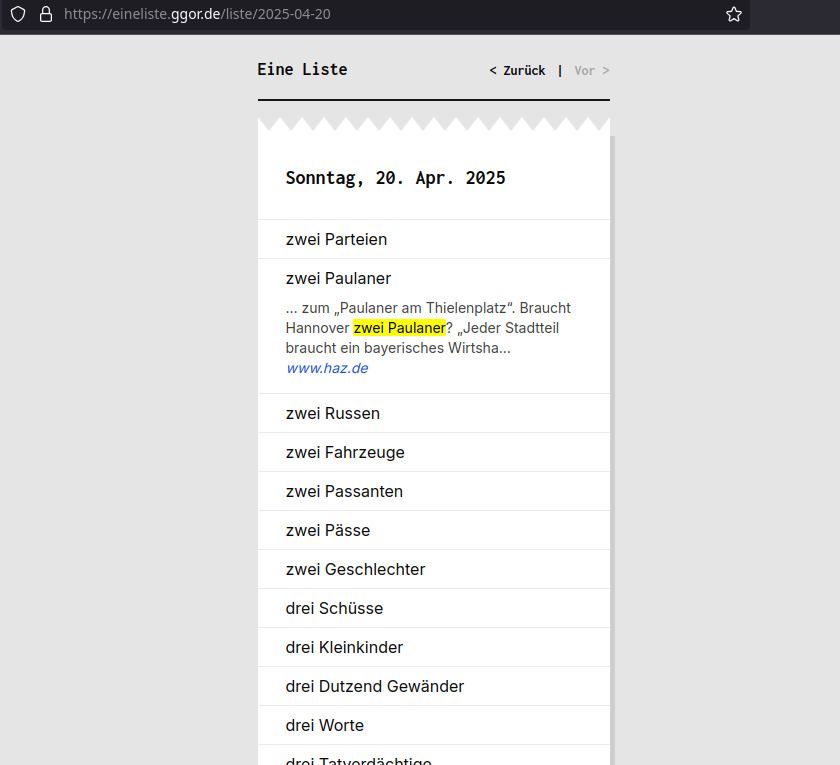 https://eineliste.ggor.de/liste/2025-04-20
Eine Liste < Zurück | Vor >
Sonntag, 20. Apr. 2025
zwei Parteien
zwei Paulaner
... zum „Paulaner am Thielenplatz“. Braucht
Hannover zwei Paulaner? „Jeder Stadtteil
braucht ein bayerisches Wirtsha...
www.haz.de
zwei Russen
zwei Fahrzeuge
zwei Passanten
zwei Pässe
zwei Geschlechter
drei Schüsse
drei Kleinkinder
drei Dutzend Gewänder
drei Worte
drei Tatverdächtige